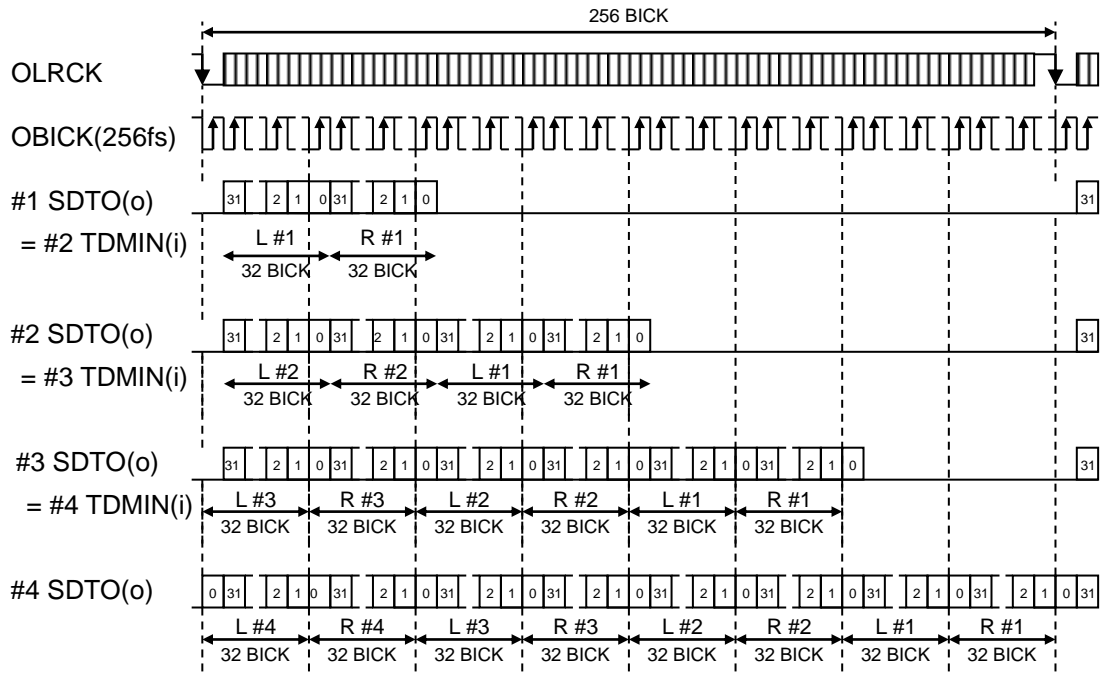 256 BICK
OLRCK
OBICK(256fs)
#1 SDTO(o)
31 2 1 0 31 2 1 0 31
= #2 TDMIN(i)
L #1 R #1
32 BICK 32 BICK
#2 SDTO(o)
31 2 1 0 31 2 1 0 31 2 1 0 31 2 1 0 31
= #3 TDMIN(i)
L #2 R #2 L #1 R #1
32 BICK 32 BICK 32 BICK 32 BICK
#3 SDTO(o)
31 2 1 0 31 2 1 0 31 2 1 0 31 2 1 0 31 2 1 0 31 2 1 0 31
= #4 TDMIN(i)
L #3 R #3 L #2 R #2 L #1 R #1
32 BICK 32 BICK 32 BICK 32 BICK 32 BICK 32 BICK
#4 SDTO(o)
0 31 2 1 0 31 2 1 0 31 2 1 0 31 2 1 0 31 2 1 0 31 2 1 0 31 2 1 0 31 2 1 0 31
L #4 R #4 L #3 R #3 L #2 R #2 L #1 R #1
32 BICK 32 BICK 32 BICK 32 BICK 32 BICK 32 BICK 32 BICK 32 BICK